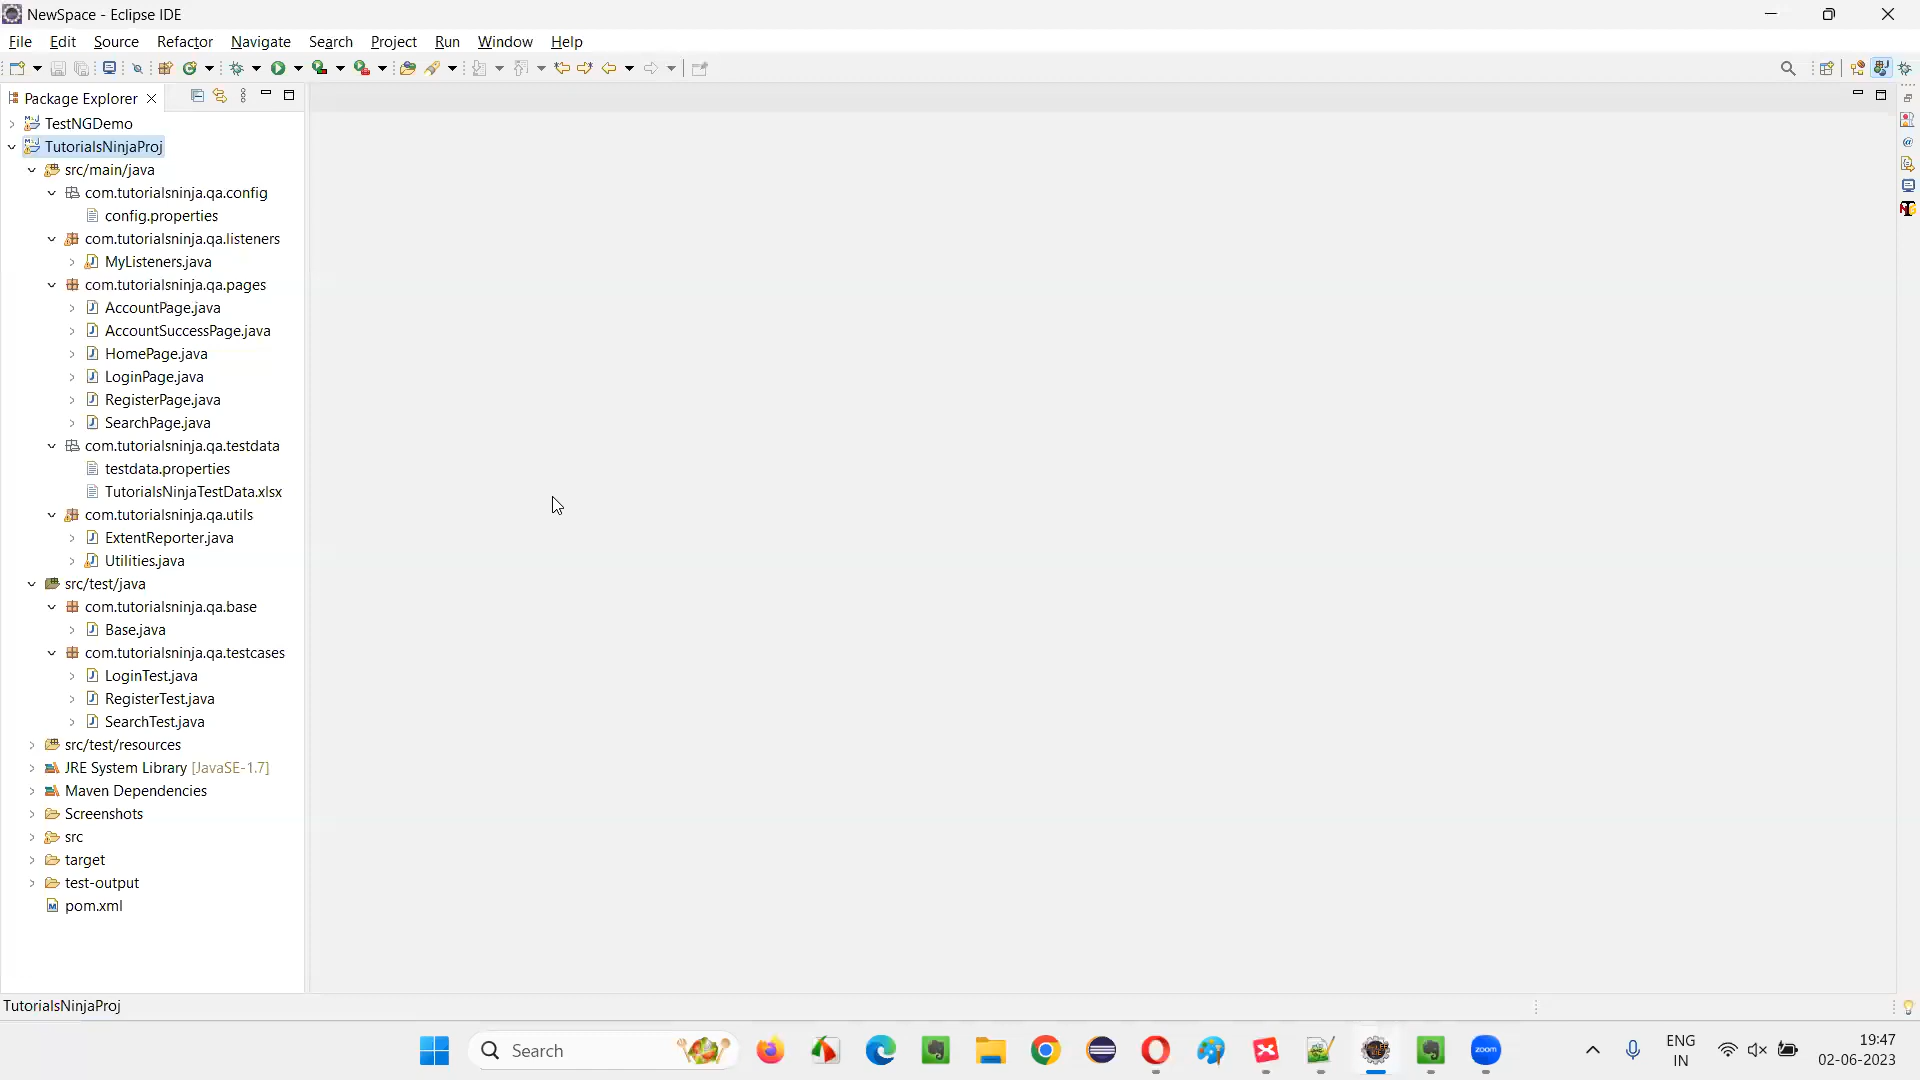 NewSpace - Eclipse IDE
File Edit Source Refactor Navigate Search Project Run Window Help
Package Explorer
TestNGDemo
TutorialsNinjaProj
src/main/java
com.tutorialsninja.qa.config
config.properties
com.tutorialsninja.qa.listeners
MyListeners.java
com.tutorialsninja.qa.pages
AccountPage.java
AccountSuccessPage.java
HomePage.java
LoginPage.java
RegisterPage.java
SearchPage.java
com.tutorialsninja.qa.testdata
testdata.properties
TutorialsNinjaTestData.xlsx
com.tutorialsninja.qa.utils
ExtentReporter.java
Utilities.java
src/test/java
com.tutorialsninja.qa.base
Base.java
com.tutorialsninja.qa.testcases
LoginTest.java
RegisterTest.java
SearchTest.java
src/test/resources
JRE System Library [JavaSE-1.7]
Maven Dependencies
Screenshots
src
target
test-output
pom.xml
TutorialsNinjaProj
Search
zoom
ENG
IN
19:47
02-06-2023